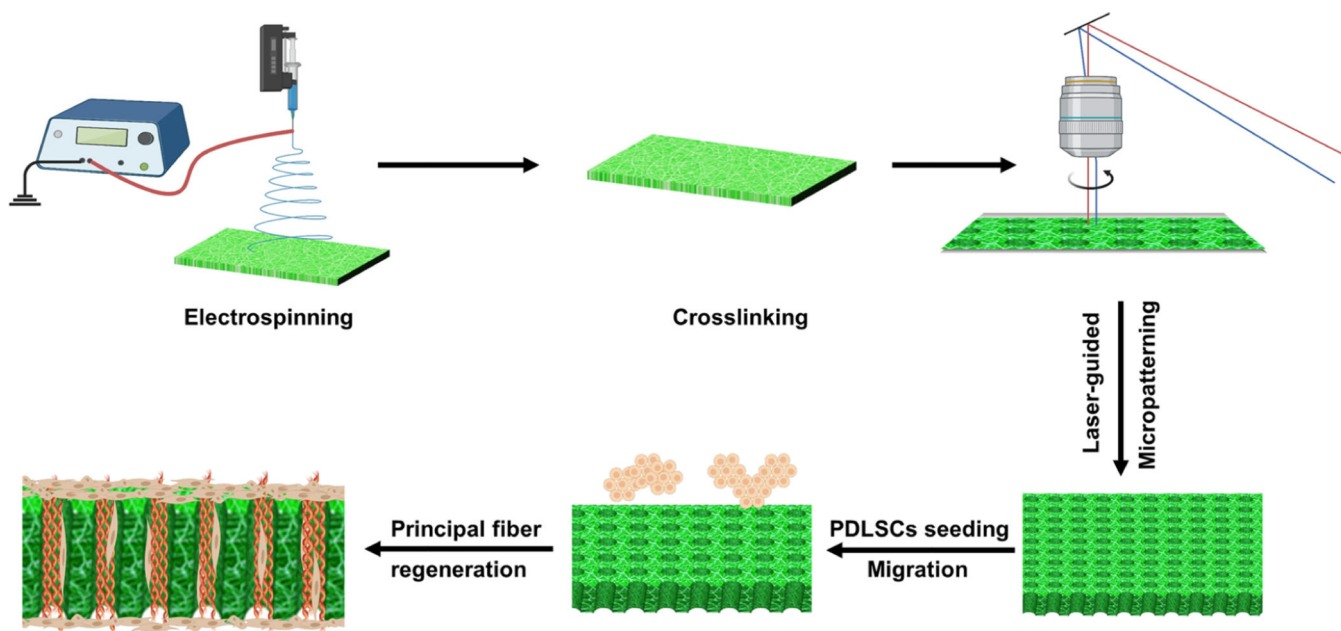 Electrospinning
Crosslinking
Laser-guided
Micropatterning
PDLSCs seeding
Migration
Principal fiber
regeneration